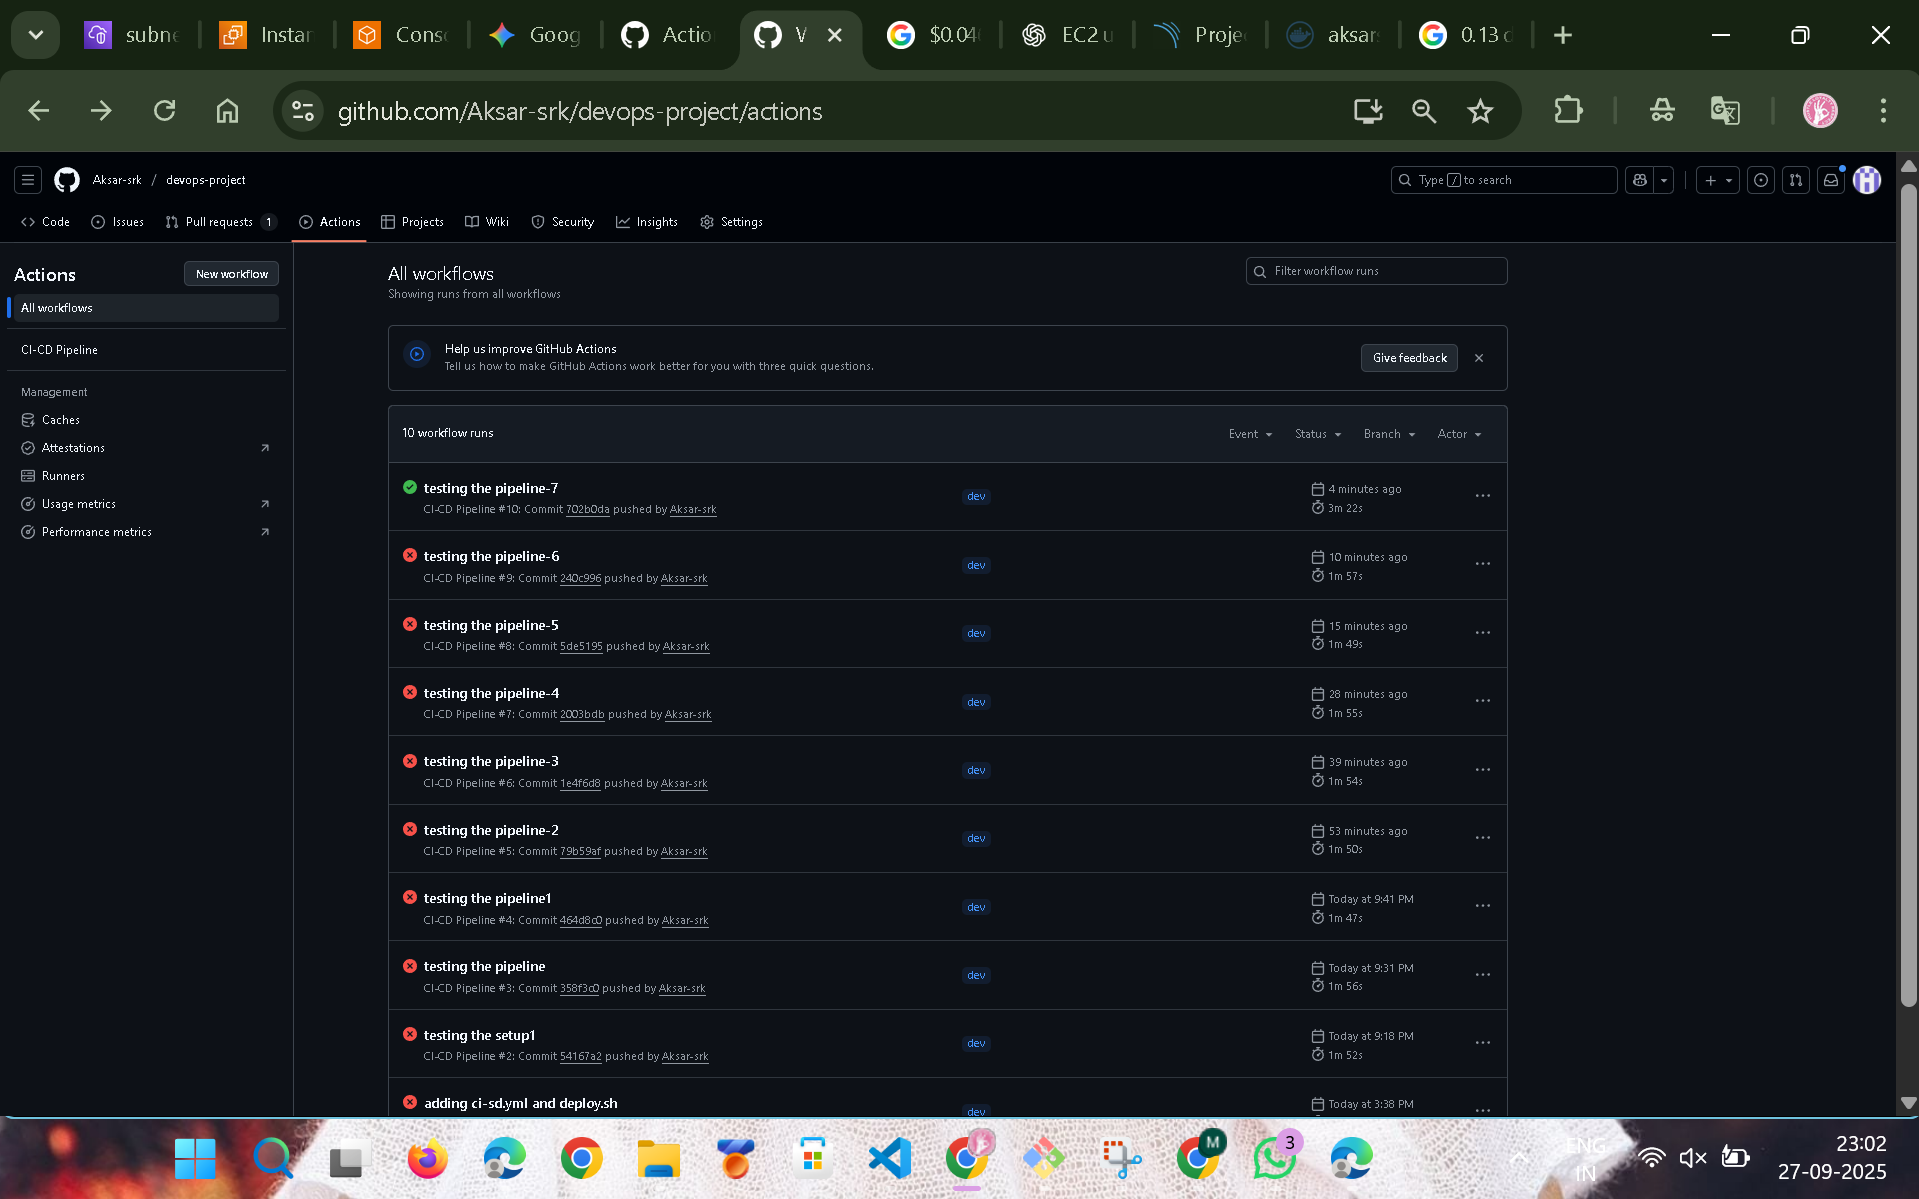 subne
Instar
Conso
Goog
Actio
V
$0.04
EC2 u
Proje
aksar
0.13 d
github.com/Aksar-srk/devops-project/actions
Aksar-srk / devops-project
Type / to search
Code
Issues
Pull requests 1
Actions
Projects
Wiki
Security
Insights
Settings
Actions
New workflow
All workflows
CI-CD Pipeline
Management
Caches
Attestations
Runners
Usage metrics
Performance metrics
All workflows
Showing runs from all workflows
Filter workflow runs
Help us improve GitHub Actions
Tell us how to make GitHub Actions work better for you with three quick questions.
Give feedback
10 workflow runs
Event
Status
Branch
Actor
testing the pipeline-7
CI-CD Pipeline #10: Commit 702b0da pushed by Aksar-srk
dev
4 minutes ago
3m 22s
testing the pipeline-6
CI-CD Pipeline #9: Commit 240c996 pushed by Aksar-srk
dev
10 minutes ago
1m 57s
testing the pipeline-5
CI-CD Pipeline #8: Commit 5de5195 pushed by Aksar-srk
dev
15 minutes ago
1m 49s
testing the pipeline-4
CI-CD Pipeline #7: Commit 2003bdb pushed by Aksar-srk
dev
28 minutes ago
1m 55s
testing the pipeline-3
CI-CD Pipeline #6: Commit 1e4f6d8 pushed by Aksar-srk
dev
39 minutes ago
1m 54s
testing the pipeline-2
CI-CD Pipeline #5: Commit 79b59af pushed by Aksar-srk
dev
53 minutes ago
1m 50s
testing the pipeline1
CI-CD Pipeline #4: Commit 464d8c0 pushed by Aksar-srk
dev
Today at 9:41 PM
1m 47s
testing the pipeline
CI-CD Pipeline #3: Commit 358f3c0 pushed by Aksar-srk
dev
Today at 9:31 PM
1m 56s
testing the setup1
CI-CD Pipeline #2: Commit 54167a2 pushed by Aksar-srk
dev
Today at 9:18 PM
1m 52s
adding ci-sd.yml and deploy.sh
dev
Today at 3:38 PM
M
3
ENG
IN
23:02
27-09-2025